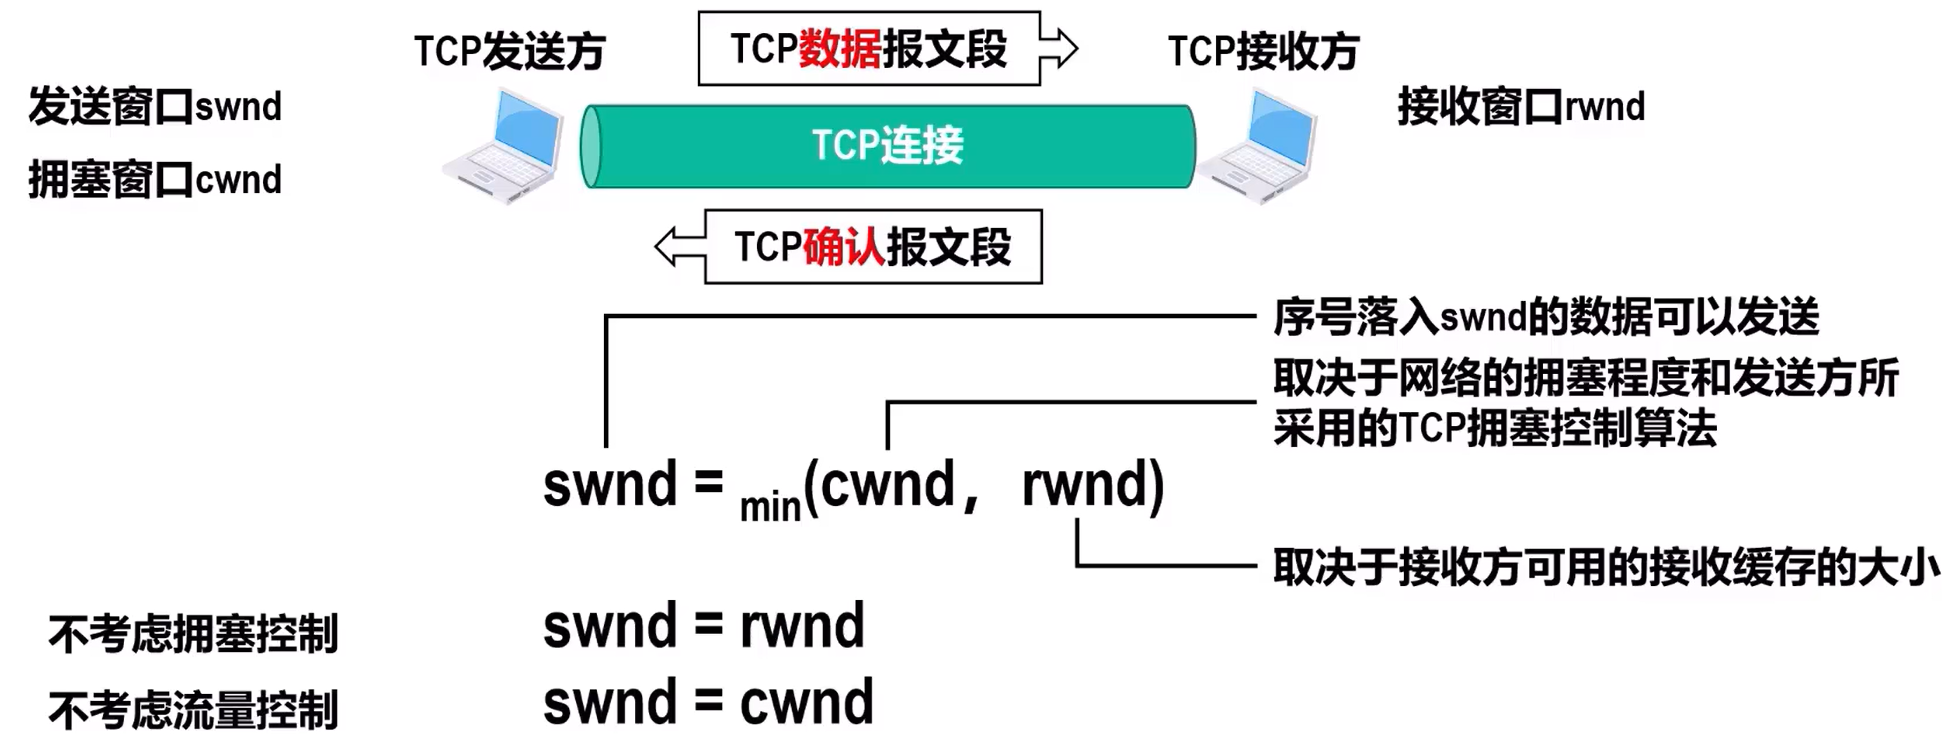 TCP发送方
TCP数据报文段
TCP接收方
发送窗口swnd
接收窗口rwnd
TCP连接
拥塞窗口cwnd
TCP确认报文段
序号落入swnd的数据可以发送
取决于网络的拥塞程度和发送方所
采用的TCP拥塞控制算法
swnd = min(cwnd，rwnd)
取决于接收方可用的接收缓存的大小
不考虑拥塞控制 swnd = rwnd
不考虑流量控制 swnd = cwnd